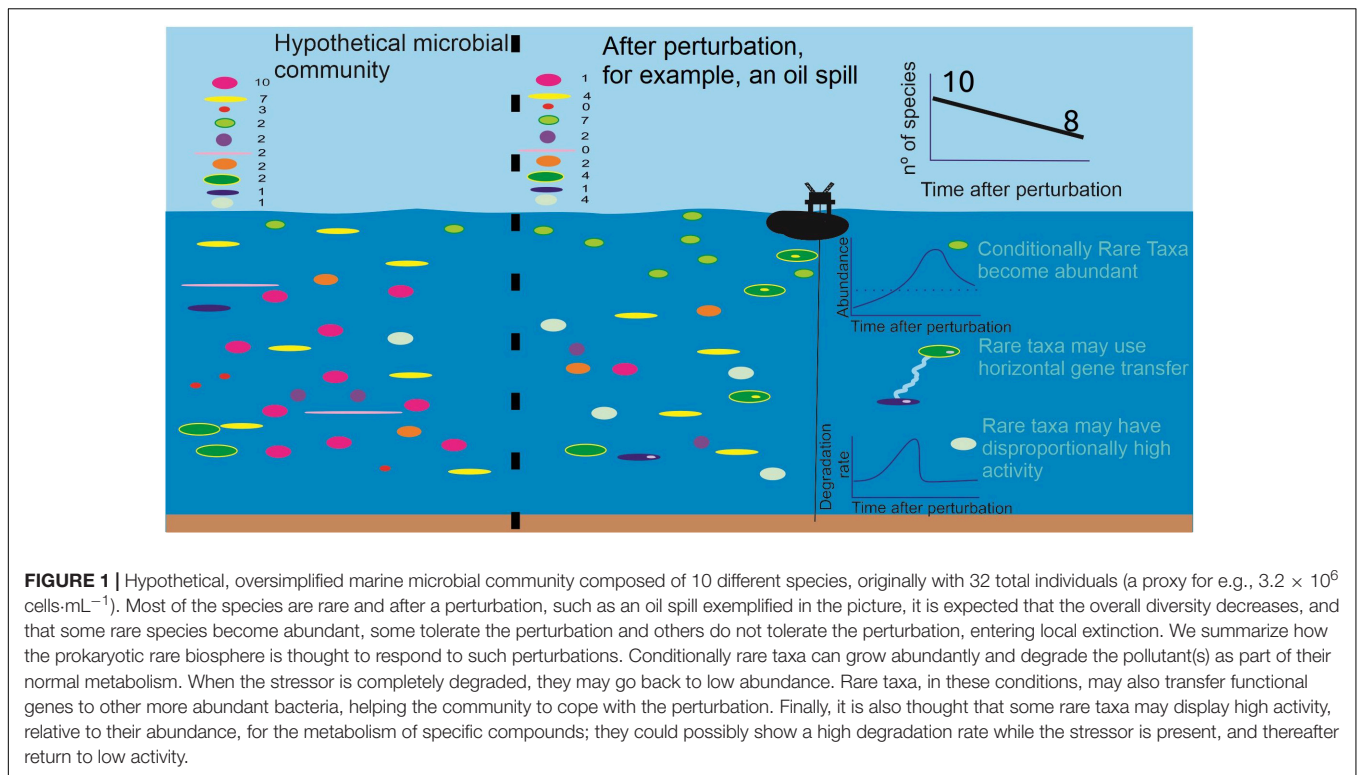 Hypothetical microbial
community
10
7
3
2
2
2
2
2
1
1
After perturbation,
for example, an oil spill
1
4
0
7
2
0
2
4
1
4
nº of species
10
8
Time after perturbation
Abundance
Time after perturbation
Conditionally Rare Taxa
become abundant
Rare taxa may use
horizontal gene transfer
Degradation
rate
Time after perturbation
Rare taxa may have
disproportionally high
activity
FIGURE 1 | Hypothetical, oversimplified marine microbial community composed of 10 different species, originally with 32 total individuals (a proxy for e.g., 3.2 × 10⁶
cells·mL⁻¹). Most of the species are rare and after a perturbation, such as an oil spill exemplified in the picture, it is expected that the overall diversity decreases, and
that some rare species become abundant, some tolerate the perturbation and others do not tolerate the perturbation, entering local extinction. We summarize how
the prokaryotic rare biosphere is thought to respond to such perturbations. Conditionally rare taxa can grow abundantly and degrade the pollutant(s) as part of their
normal metabolism. When the stressor is completely degraded, they may go back to low abundance. Rare taxa, in these conditions, may also transfer functional
genes to other more abundant bacteria, helping the community to cope with the perturbation. Finally, it is also thought that some rare taxa may display high activity,
relative to their abundance, for the metabolism of specific compounds; they could possibly show a high degradation rate while the stressor is present, and thereafter
return to low activity.